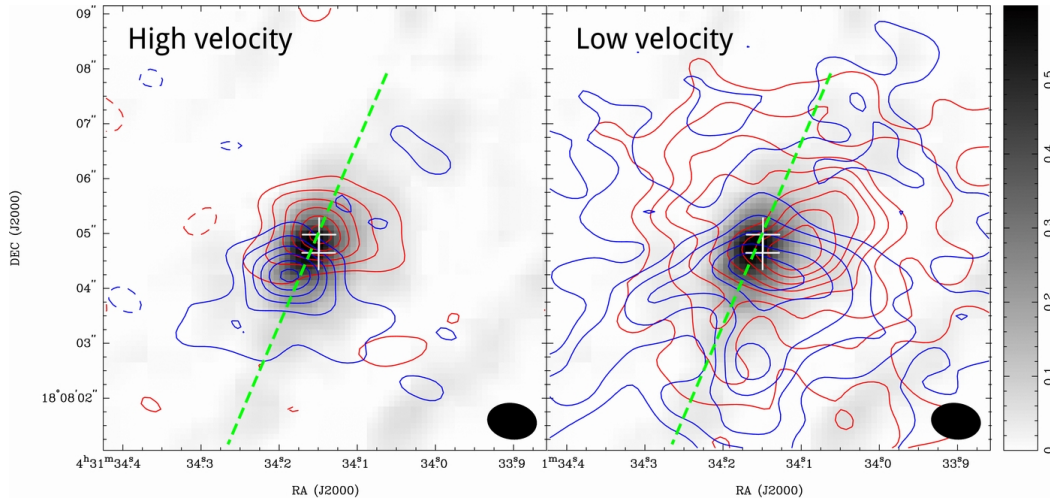 High velocity
Low velocity
09"
08"
07"
06"
05"
04"
03"
18°08'02"
DEC (J2000)
4ʰ31ᵐ34ˢ.4
34ˢ.3
34ˢ.2
34ˢ.1
34ˢ.0
33ˢ.9
1ᵐ34ˢ.4
34ˢ.3
34ˢ.2
34ˢ.1
34ˢ.0
33ˢ.9
RA (J2000)
RA (J2000)
0.5
0.4
0.3
0.2
0.1
0